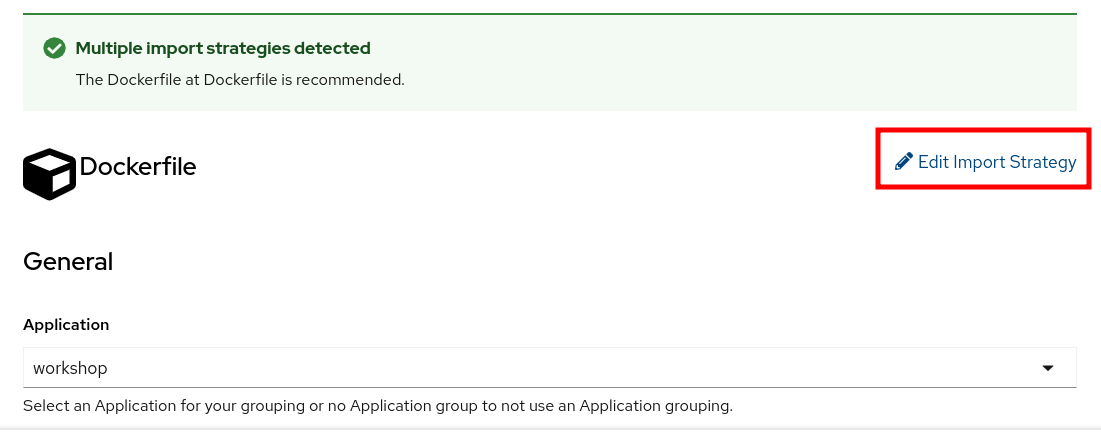 Multiple import strategies detected
The Dockerfile at Dockerfile is recommended.
Dockerfile
Edit Import Strategy
General
Application
workshop
Select an Application for your grouping or no Application group to not use an Application grouping.